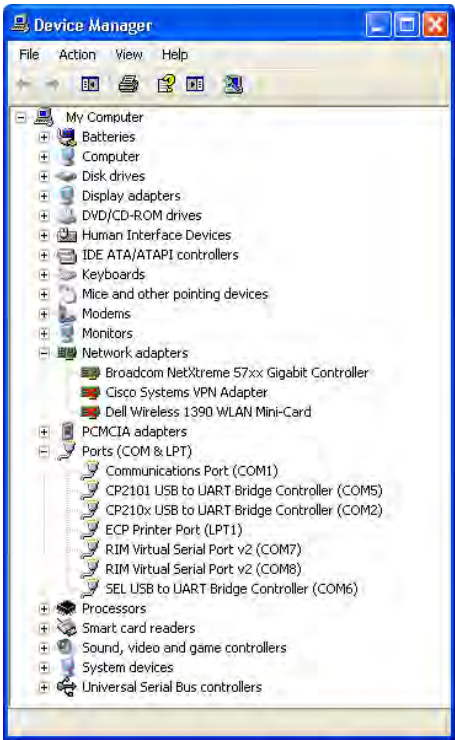 Device Manager
File Action View Help
My Computer
Batteries
Computer
Disk drives
Display adapters
DVD/CD-ROM drives
Human Interface Devices
IDE ATA/ATAPI controllers
Keyboards
Mice and other pointing devices
Modems
Monitors
Network adapters
Broadcom NetXtreme 57xx Gigabit Controller
Cisco Systems VPN Adapter
Dell Wireless 1390 WLAN Mini-Card
PCMCIA adapters
Ports (COM & LPT)
Communications Port (COM1)
CP2101 USB to UART Bridge Controller (COM5)
CP210x USB to UART Bridge Controller (COM2)
ECP Printer Port (LPT1)
RIM Virtual Serial Port v2 (COM7)
RIM Virtual Serial Port v2 (COM8)
SEL USB to UART Bridge Controller (COM6)
Processors
Smart card readers
Sound, video and game controllers
System devices
Universal Serial Bus controllers